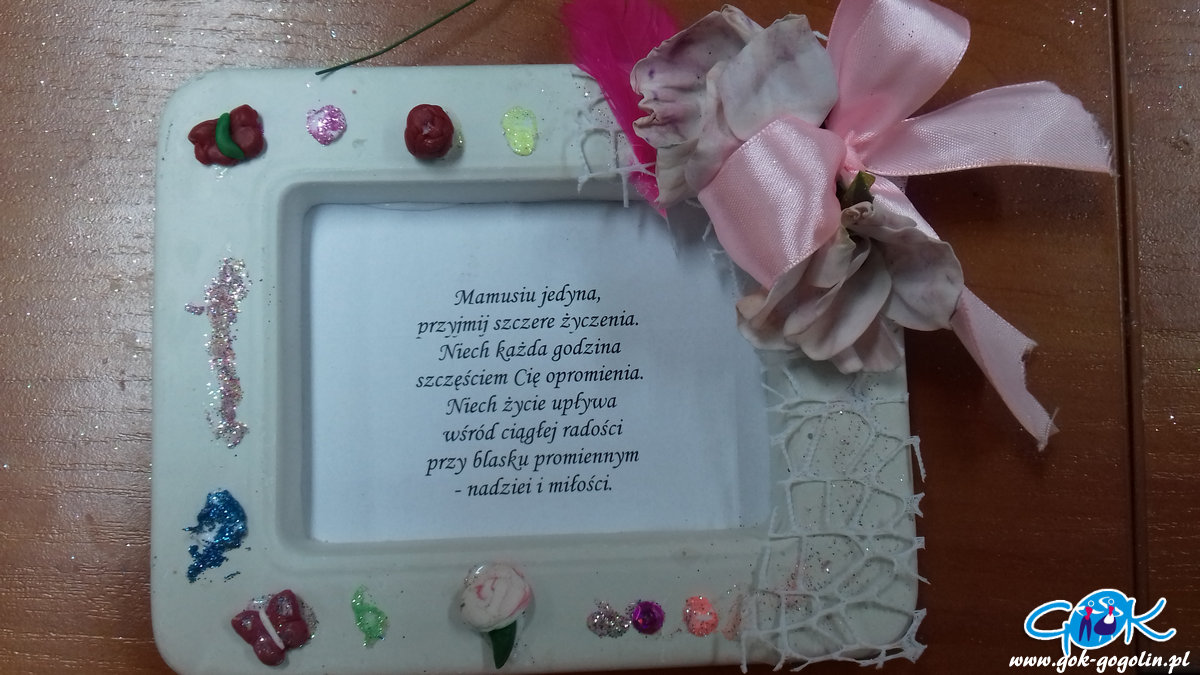 Mamusiu jedyna,
przyjmij szczere życzenia.
Niech każda godzina
szczęściem Cię opromienia.
Niech życie upływa
wśród ciągłej radości
przy blasku promiennym
- nadziei i miłości.
GOK
www.gok-gogolin.pl